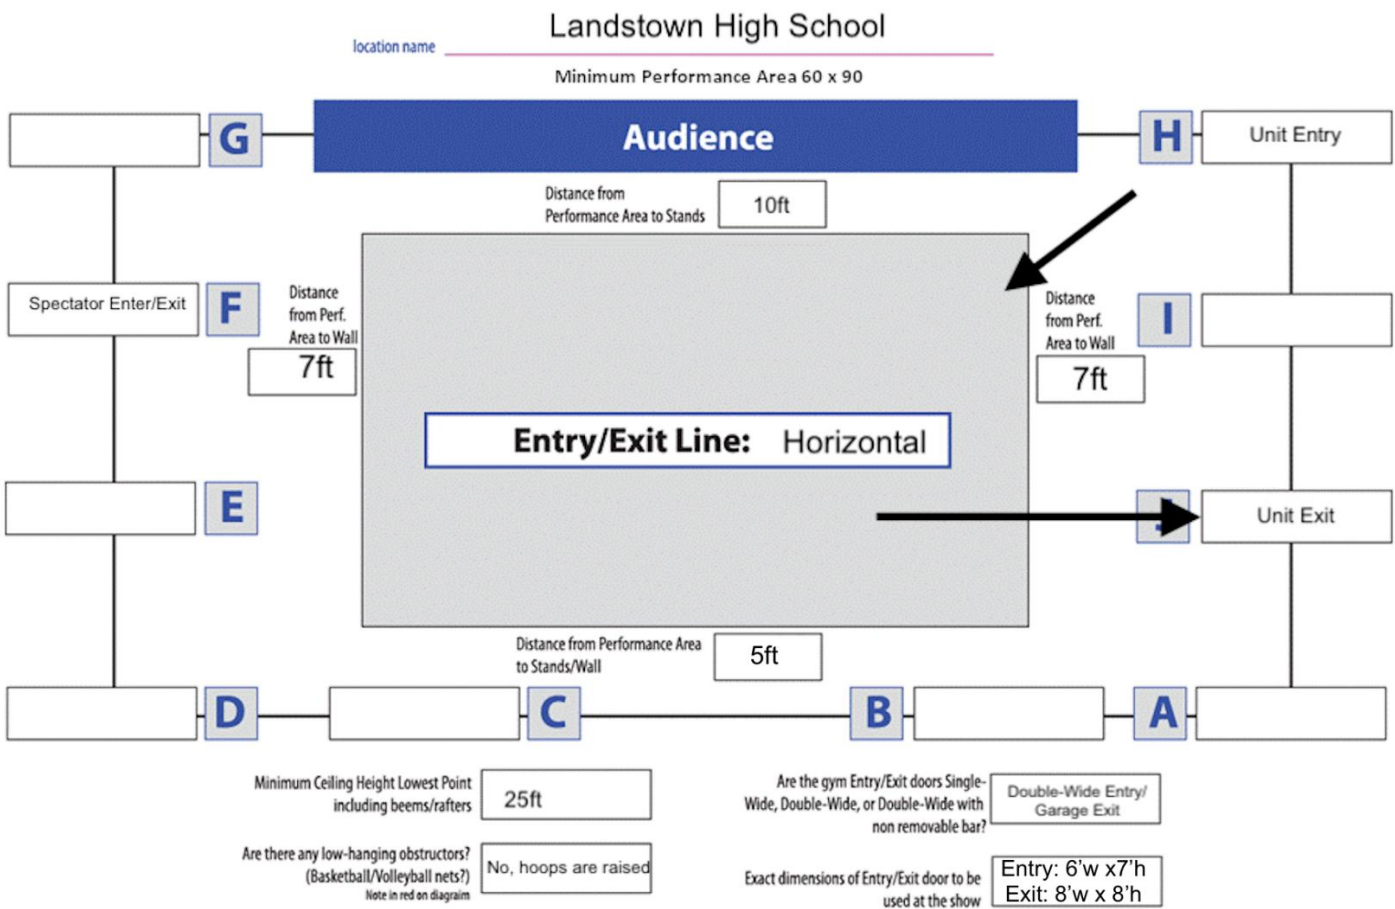 Landstown High School
location name
Minimum Performance Area 60 x 90
G
Audience
H
Unit Entry
Distance from
Performance Area to Stands
10ft
Spectator Enter/Exit
F
Distance
from Perf.
Area to Wall
7ft
Distance
from Perf.
Area to Wall
7ft
I
Entry/Exit Line: Horizontal
E
Unit Exit
Distance from Performance Area
to Stands/Wall
5ft
D
C
B
A
Minimum Ceiling Height Lowest Point
including beems/rafters
25ft
Are the gym Entry/Exit doors Single-
Wide, Double-Wide, or Double-Wide with
non removable bar?
Double-Wide Entry/
Garage Exit
Are there any low-hanging obstructors?
(Basketball/Volleyball nets?)
Note in red on diagraim
No, hoops are raised
Exact dimensions of Entry/Exit door to be
used at the show
Entry: 6'w x7'h
Exit: 8'w x 8'h